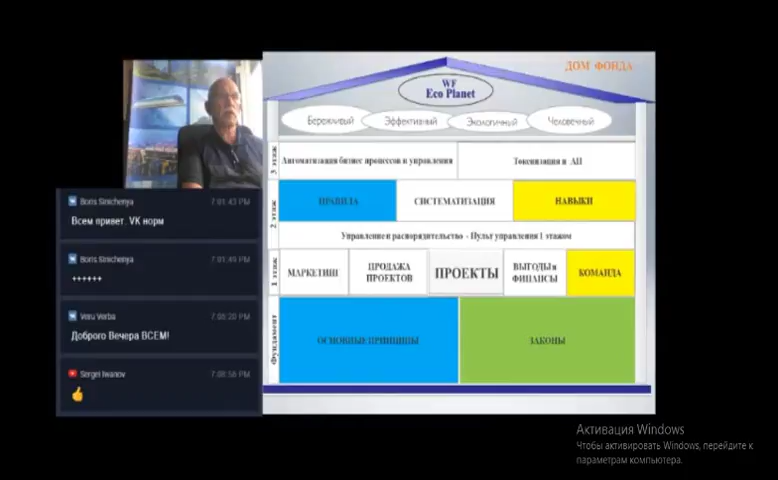 ДОМ ФОНДА
WF
Eco Planet
Бережливый
Эффективный
Экологичный
Человечный
3 этаж
Автоматизация бизнес процессов и управления
Токенизация и АЦ
2 этаж
ПРАВИЛА
СИСТЕМАТИЗАЦИЯ
НАВЫКИ
Управление и распорядительство - Пульт управления 1 этажом
1 этаж
МАРКЕТИНГ
ПРОДАЖА
ПРОЕКТОВ
ПРОЕКТЫ
ВЫГОДЫ и
ФИНАНСЫ
КОМАНДА
Фундамент
ОСНОВНЫЕ ПРИНЦИПЫ
ЗАКОНЫ
Boris Sinichenya 7:01:43 PM
Всем привет. VK норм
Boris Sinichenya 7:01:49 PM
++++++
Veru Verba 7:08:20 PM
Доброго Вечера ВСЕМ!
Sergei Iwanov 7:08:56 PM
👍
Активация Windows
Чтобы активировать Windows, перейдите к
параметрам компьютера.